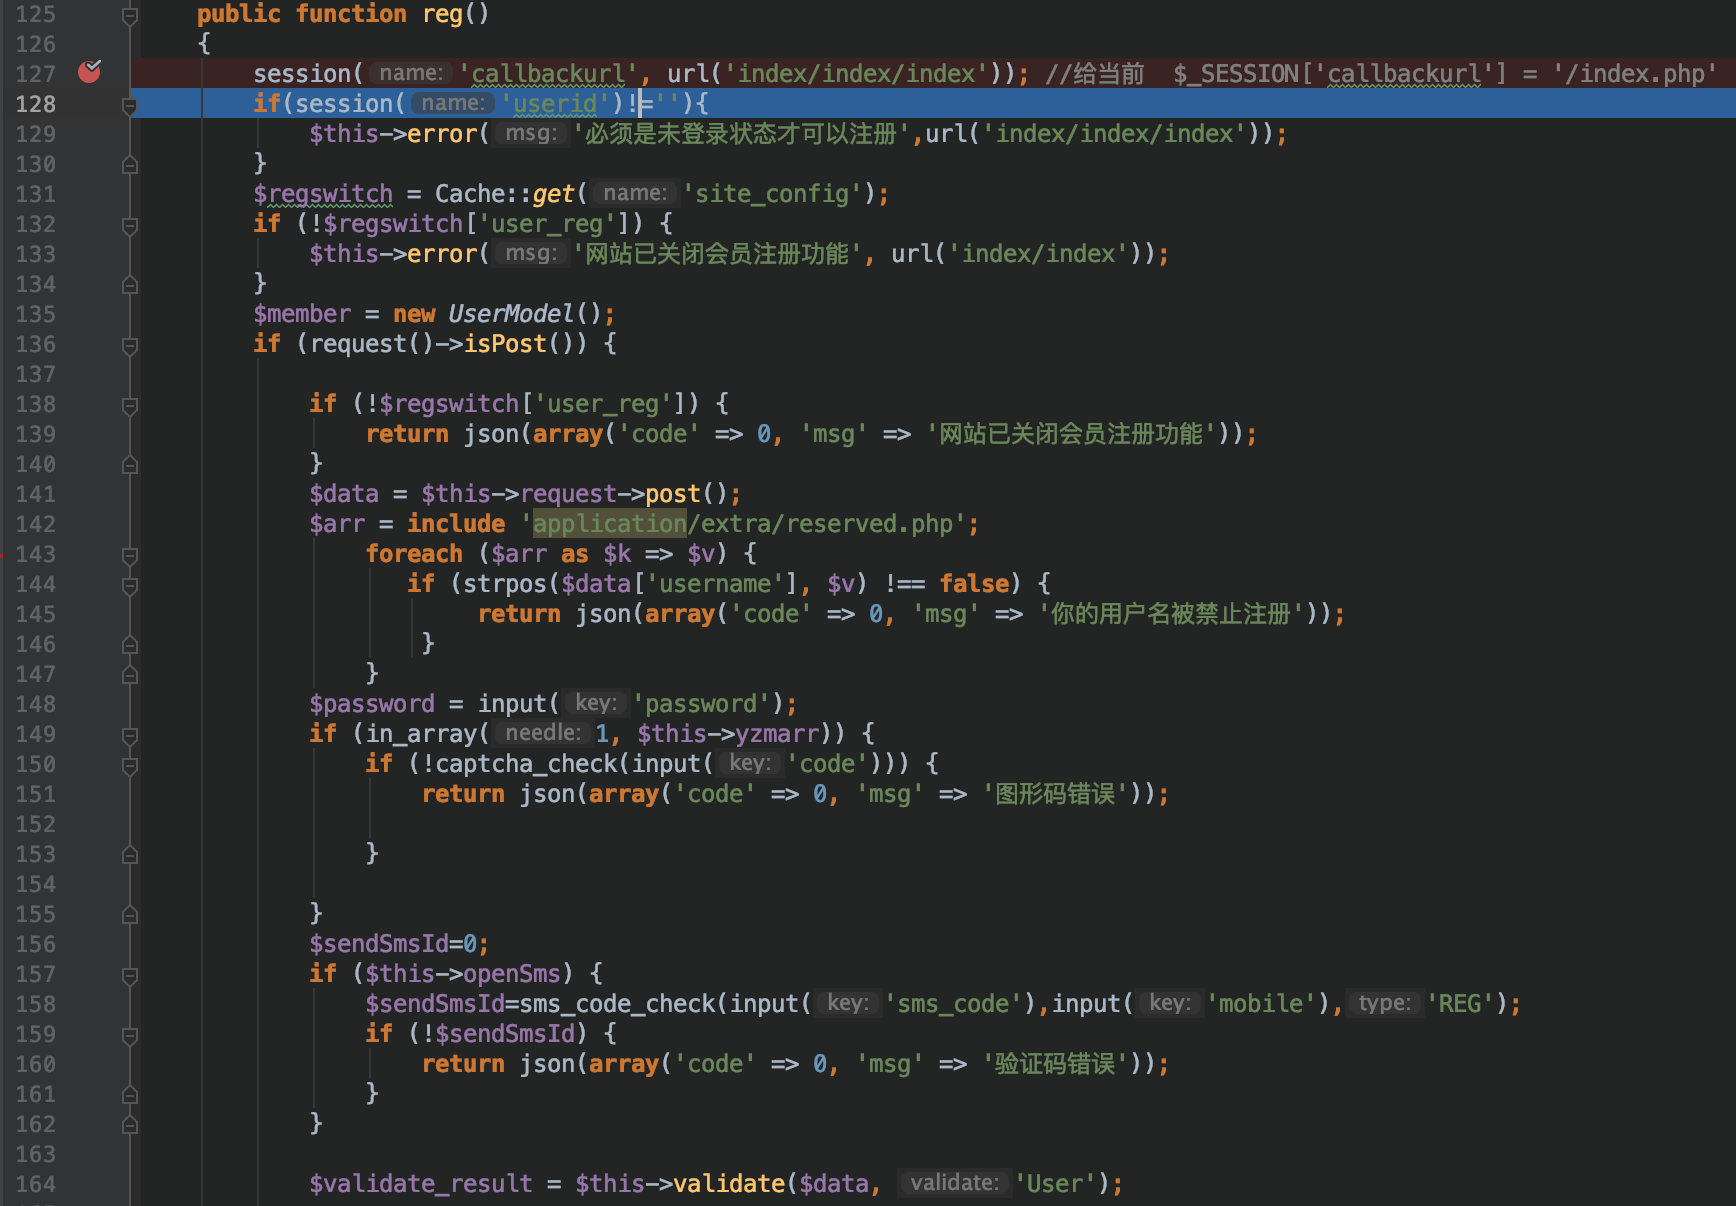 125 public function reg()
126 {
127 session( name: 'callbackurl', url('index/index/index')); //给当前  $_SESSION['callbackurl'] = '/index.php'
128 if(session( name: 'userid')!=''){
129 $this->error( msg: '必须是未登录状态才可以注册',url('index/index/index'));
130 }
131 $regswitch = Cache::get( name: 'site_config');
132 if (!$regswitch['user_reg']) {
133 $this->error( msg: '网站已关闭会员注册功能', url('index/index'));
134 }
135 $member = new UserModel();
136 if (request()->isPost()) {
137
138 if (!$regswitch['user_reg']) {
139 return json(array('code' => 0, 'msg' => '网站已关闭会员注册功能'));
140 }
141 $data = $this->request->post();
142 $arr = include 'application/extra/reserved.php';
143 foreach ($arr as $k => $v) {
144 if (strpos($data['username'], $v) !== false) {
145 return json(array('code' => 0, 'msg' => '你的用户名被禁止注册'));
146 }
147 }
148 $password = input( key: 'password');
149 if (in_array( needle: 1, $this->yzmarr)) {
150 if (!captcha_check(input( key: 'code'))) {
151 return json(array('code' => 0, 'msg' => '图形码错误'));
152
153 }
154
155 }
156 $sendSmsId=0;
157 if ($this->openSms) {
158 $sendSmsId=sms_code_check(input( key: 'sms_code'),input( key: 'mobile'), type: 'REG');
159 if (!$sendSmsId) {
160 return json(array('code' => 0, 'msg' => '验证码错误'));
161 }
162 }
163
164 $validate_result = $this->validate($data, validate: 'User');